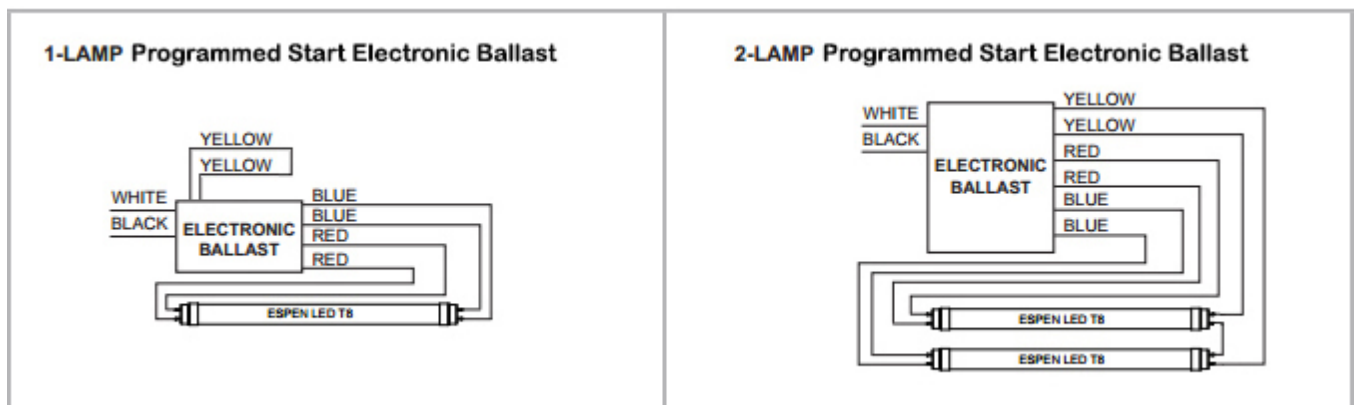 1-LAMP Programmed Start Electronic Ballast
YELLOW
YELLOW
WHITE
BLACK
ELECTRONIC
BALLAST
BLUE
BLUE
RED
RED
ESPEN LED T8
2-LAMP Programmed Start Electronic Ballast
WHITE
BLACK
ELECTRONIC
BALLAST
YELLOW
YELLOW
RED
RED
BLUE
BLUE
ESPEN LED T8
ESPEN LED T8